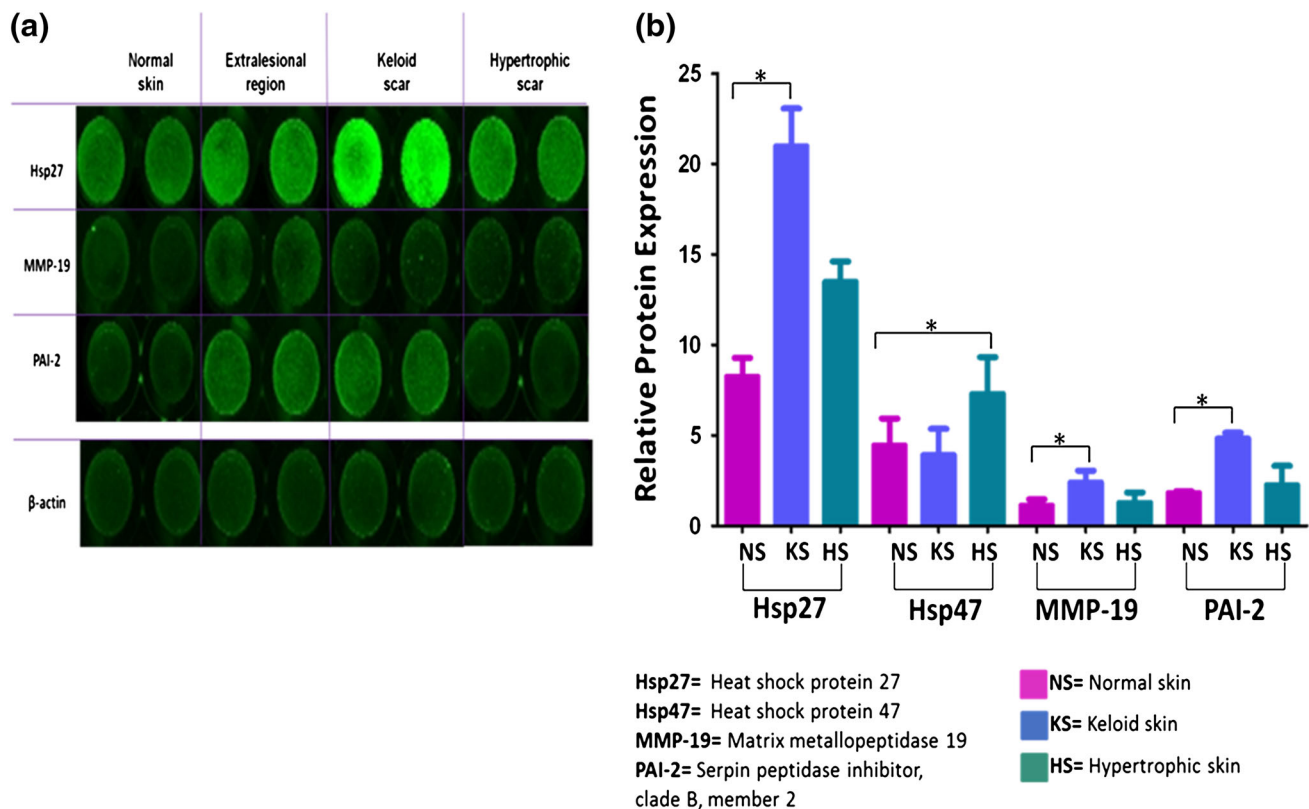 (a)
Normal skin
Extralesional region
Keloid scar
Hypertrophic scar
Hsp27
MMP-19
PAI-2
β-actin
(b)
Relative Protein Expression
25
20
15
10
5
0
*
*
*
*
NS KS HS NS KS HS NS KS HS NS KS HS
Hsp27 Hsp47 MMP-19 PAI-2
Hsp27= Heat shock protein 27
Hsp47= Heat shock protein 47
MMP-19= Matrix metallopeptidase 19
PAI-2= Serpin peptidase inhibitor,
clade B, member 2
NS= Normal skin
KS= Keloid skin
HS= Hypertrophic skin